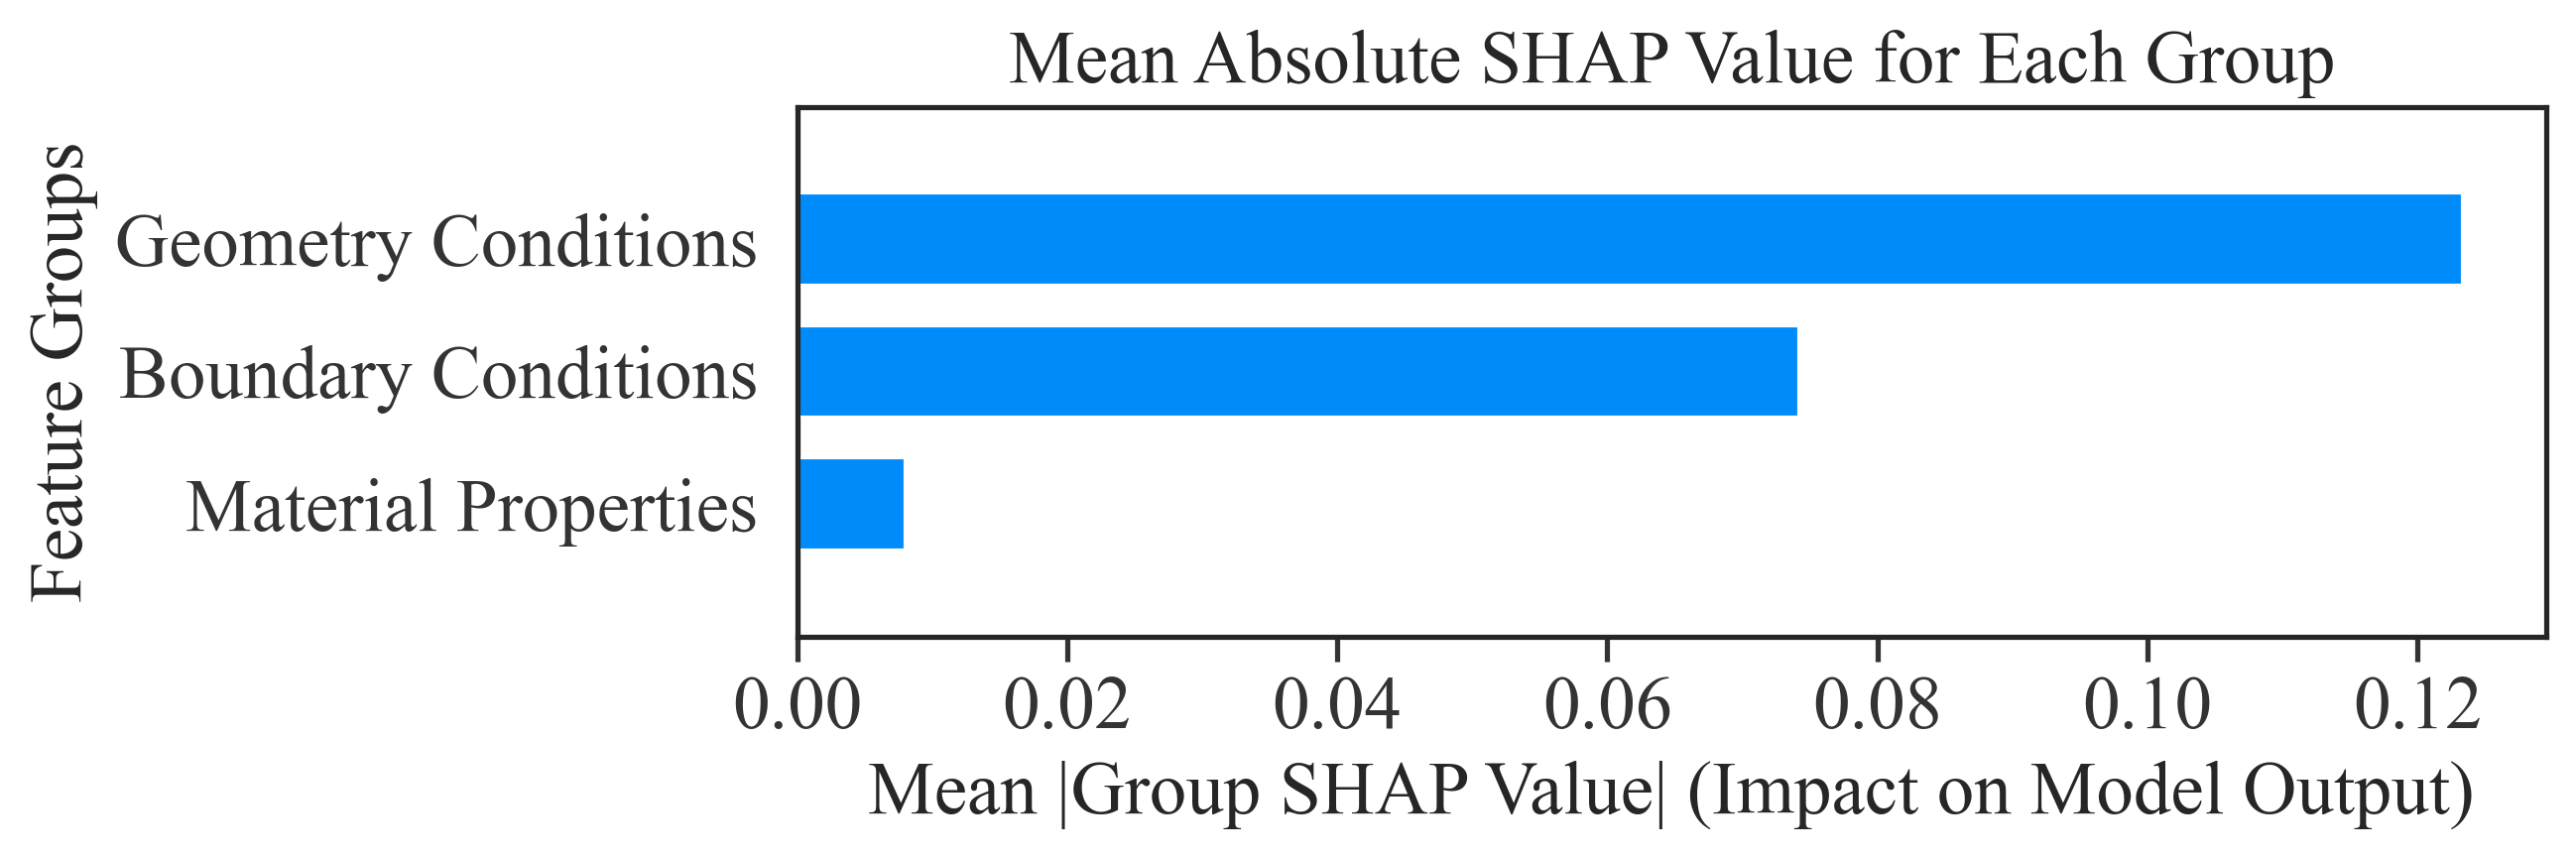 Mean Absolute SHAP Value for Each Group
Feature Groups
Geometry Conditions
Boundary Conditions
Material Properties
0.00 0.02 0.04 0.06 0.08 0.10 0.12
Mean |Group SHAP Value| (Impact on Model Output)